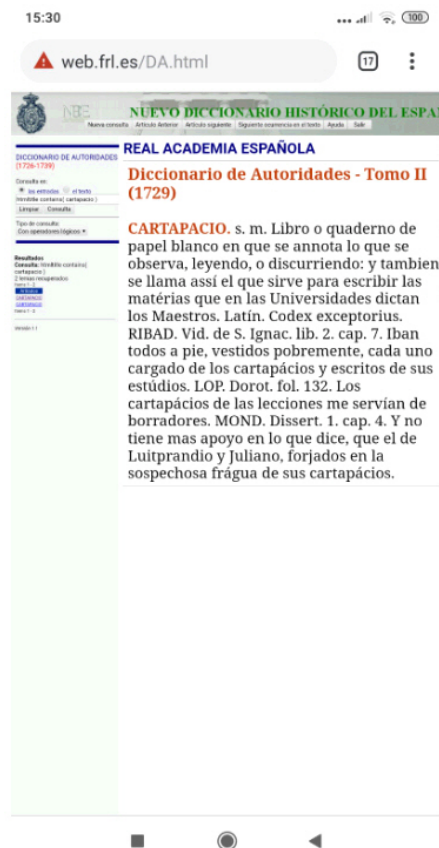 15:30
100
web.frl.es/DA.html
17
NUEVO DICCIONARIO HISTÓRICO DEL ESPA
Nueva consulta Artículo Anterior Artículo siguiente Siguiente ocurrencia en el texto Ayuda Salir
DICCIONARIO DE AUTORIDADES
(1726-1739)
Consulta en:
las entradas el texto
Limpiar Consulta
Tipo de consulta:
Con operadores lógicos
Resultados
cartapacio )
2 lemas recuperados
CARTAPACIO
CARTAPACIO
REAL ACADEMIA ESPAÑOLA
Diccionario de Autoridades - Tomo II
(1729)
CARTAPACIO. s. m. Libro o quaderno de
papel blanco en que se annota lo que se
observa, leyendo, o discurriendo: y tambien
se llama assí el que sirve para escribir las
matérias que en las Universidades dictan
los Maestros. Latín. Codex exceptorius.
RIBAD. Vid. de S. Ignac. lib. 2. cap. 7. Iban
todos a pie, vestidos pobremente, cada uno
cargado de los cartapácios y escritos de sus
estúdios. LOP. Dorot. fol. 132. Los
cartapácios de las lecciones me servían de
borradores. MOND. Dissert. 1. cap. 4. Y no
tiene mas apoyo en lo que dice, que el de
Luitprandio y Juliano, forjados en la
sospechosa frágua de sus cartapácios.